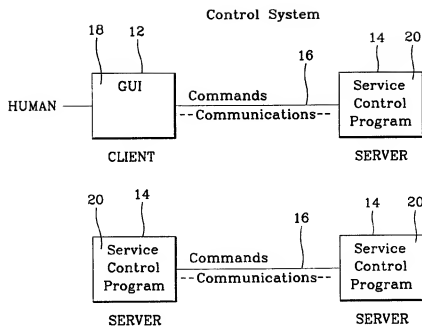 Control System
18 12 16 14 20
HUMAN
GUI
CLIENT
Commands
--Communications--
Service
Control
Program
SERVER
20 14 16 14 20
Service
Control
Program
SERVER
Commands
--Communications--
Service
Control
Program
SERVER